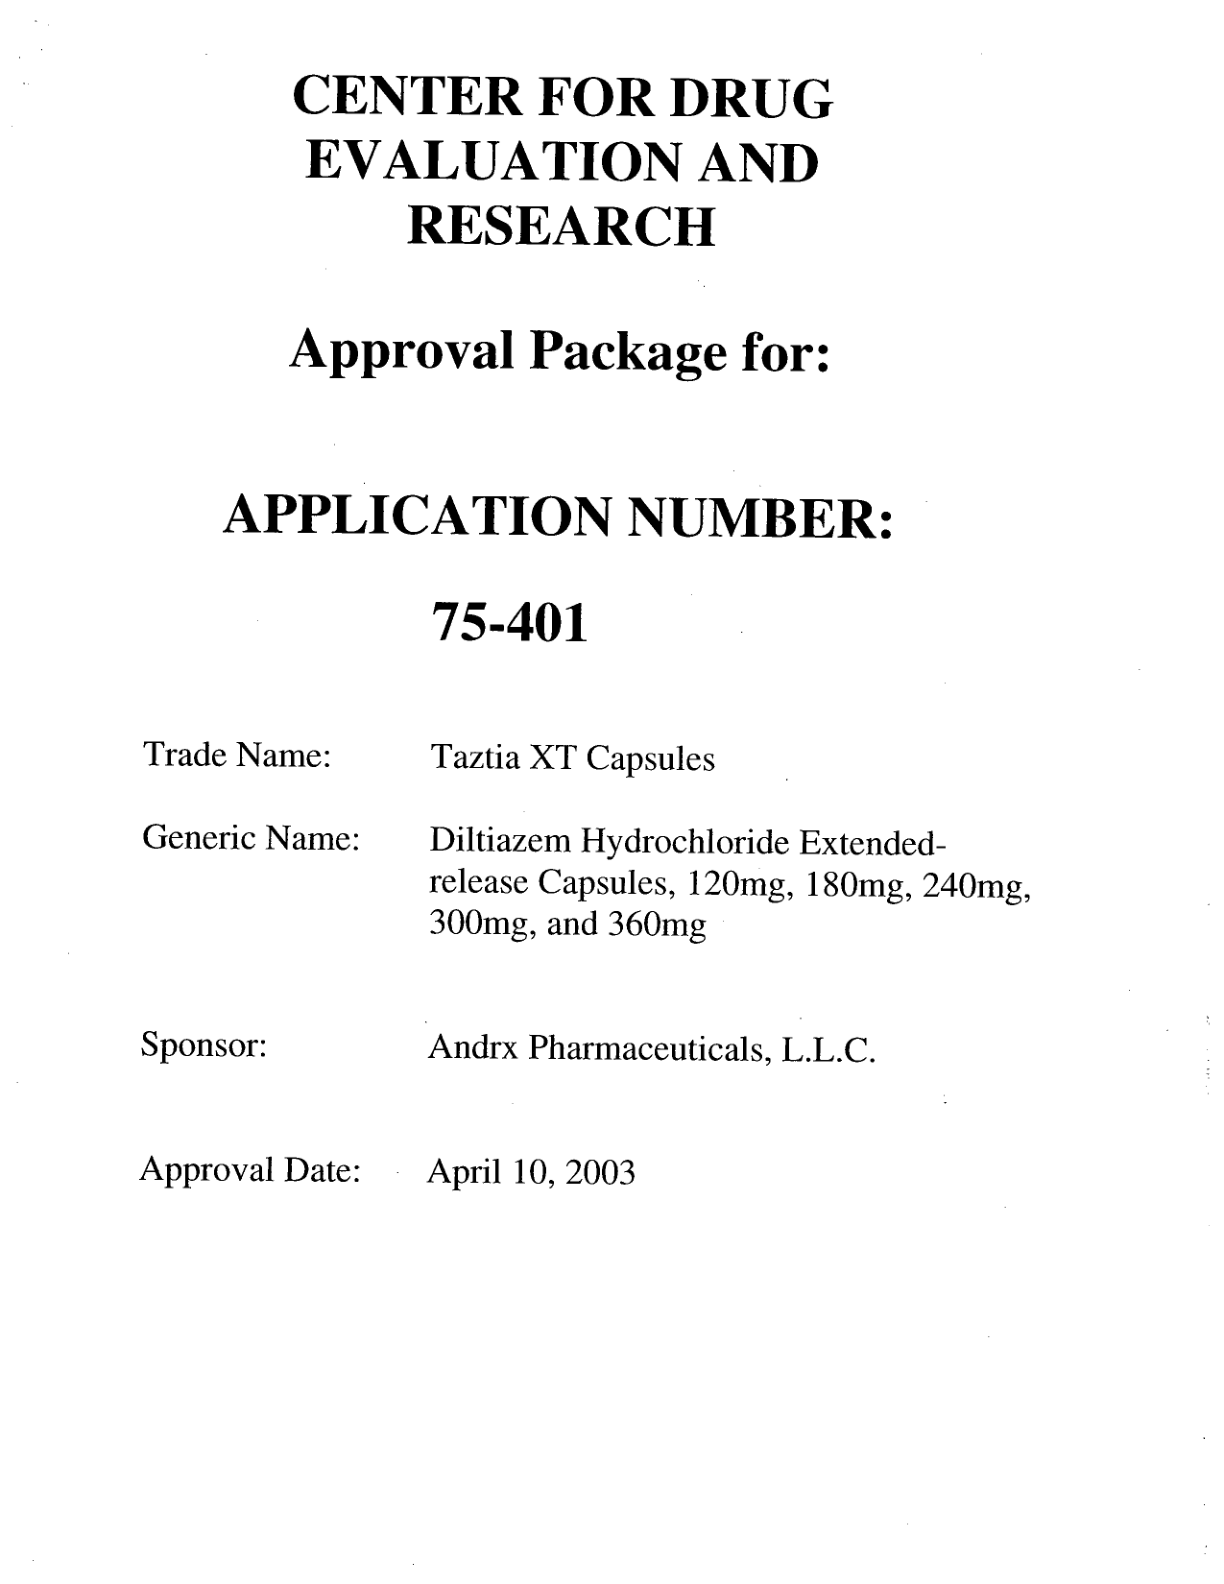 CENTER FOR DRUG
EVALUATION AND
RESEARCH
Approval Package for:
APPLICATION NUMBER:
75-401
Trade Name: Taztia XT Capsules
Generic Name: Diltiazem Hydrochloride Extended-
release Capsules, 120mg, 180mg, 240mg,
300mg, and 360mg
Sponsor: Andrx Pharmaceuticals, L.L.C.
Approval Date: April 10, 2003